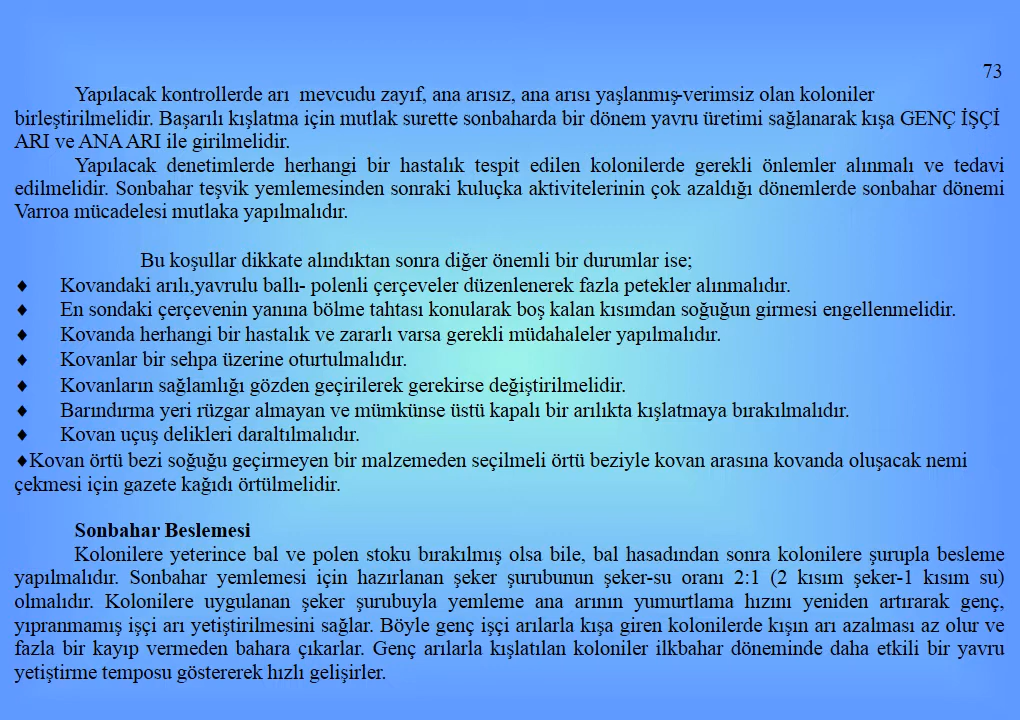 73
Yapılacak kontrollerde arı mevcudu zayıf, ana arısız, ana arısı yaşlanmış-verimsiz olan koloniler
birleştirilmelidir. Başarılı kışlatma için mutlak surette sonbaharda bir dönem yavru üretimi sağlanarak kışa GENÇ İŞÇİ
ARI ve ANA ARI ile girilmelidir.
Yapılacak denetimlerde herhangi bir hastalık tespit edilen kolonilerde gerekli önlemler alınmalı ve tedavi
edilmelidir. Sonbahar teşvik yemlemesinden sonraki kuluçka aktivitelerinin çok azaldığı dönemlerde sonbahar dönemi
Varroa mücadelesi mutlaka yapılmalıdır.
Bu koşullar dikkate alındıktan sonra diğer önemli bir durumlar ise;
♦ Kovandaki arılı,yavrulu ballı- polenli çerçeveler düzenlenerek fazla petekler alınmalıdır.
♦ En sondaki çerçevenin yanına bölme tahtası konularak boş kalan kısımdan soğuğun girmesi engellenmelidir.
♦ Kovanda herhangi bir hastalık ve zararlı varsa gerekli müdahaleler yapılmalıdır.
♦ Kovanlar bir sehpa üzerine oturtulmalıdır.
♦ Kovanların sağlamlığı gözden geçirilerek gerekirse değiştirilmelidir.
♦ Barındırma yeri rüzgar almayan ve mümkünse üstü kapalı bir arılıkta kışlatmaya bırakılmalıdır.
♦ Kovan uçuş delikleri daraltılmalıdır.
♦Kovan örtü bezi soğuğu geçirmeyen bir malzemeden seçilmeli örtü beziyle kovan arasına kovanda oluşacak nemi
çekmesi için gazete kağıdı örtülmelidir.
Sonbahar Beslemesi
Kolonilere yeterince bal ve polen stoku bırakılmış olsa bile, bal hasadından sonra kolonilere şurupla besleme
yapılmalıdır. Sonbahar yemlemesi için hazırlanan şeker şurubunun şeker-su oranı 2:1 (2 kısım şeker-1 kısım su)
olmalıdır. Kolonilere uygulanan şeker şurubuyla yemleme ana arının yumurtlama hızını yeniden artırarak genç,
yıpranmamış işçi arı yetiştirilmesini sağlar. Böyle genç işçi arılarla kışa giren kolonilerde kışın arı azalması az olur ve
fazla bir kayıp vermeden bahara çıkarlar. Genç arılarla kışlatılan koloniler ilkbahar döneminde daha etkili bir yavru
yetiştirme temposu göstererek hızlı gelişirler.